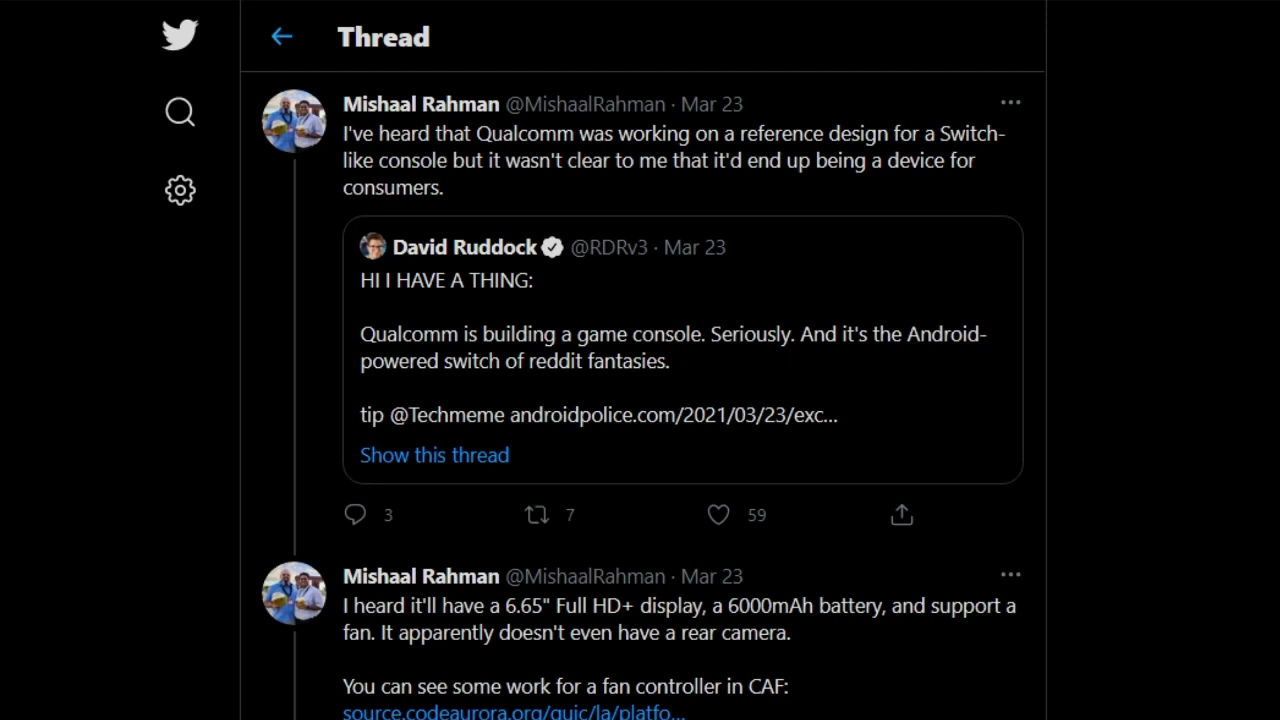 Thread
Mishaal Rahman @MishaalRahman · Mar 23
I've heard that Qualcomm was working on a reference design for a Switch-
like console but it wasn't clear to me that it'd end up being a device for
consumers.
David Ruddock @RDRv3 · Mar 23
HI I HAVE A THING:
Qualcomm is building a game console. Seriously. And it's the Android-
powered switch of reddit fantasies.
tip @Techmeme androidpolice.com/2021/03/23/exc...
Show this thread
3 7 59
Mishaal Rahman @MishaalRahman · Mar 23
I heard it'll have a 6.65" Full HD+ display, a 6000mAh battery, and support a
fan. It apparently doesn't even have a rear camera.
You can see some work for a fan controller in CAF:
source.codeaurora.org/quic/la/platfo...